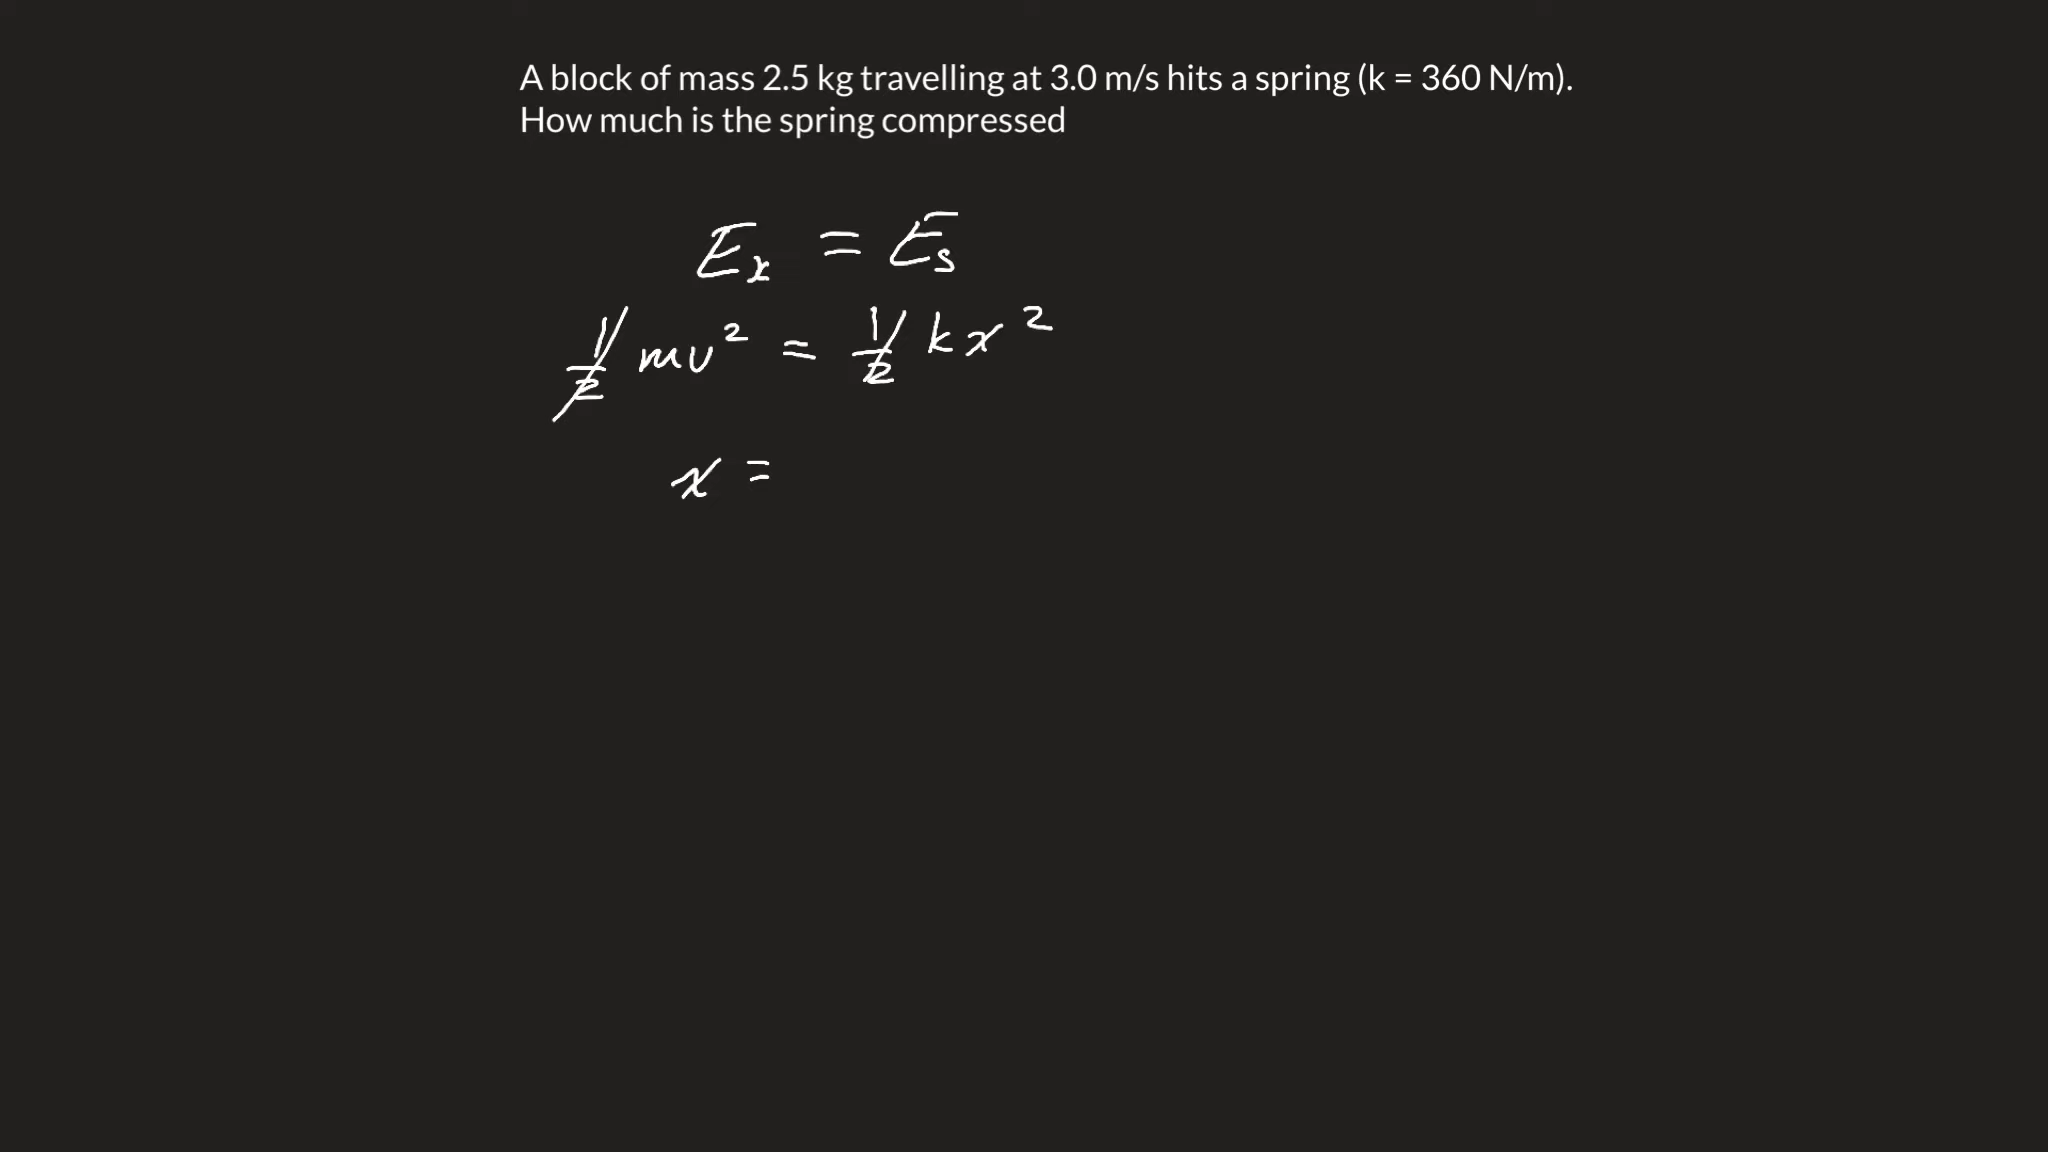 A block of mass 2.5 kg travelling at 3.0 m/s hits a spring (k = 360 N/m).
How much is the spring compressed
Eₖ = Eₛ
1/2 mv² = 1/2 kx²
x =